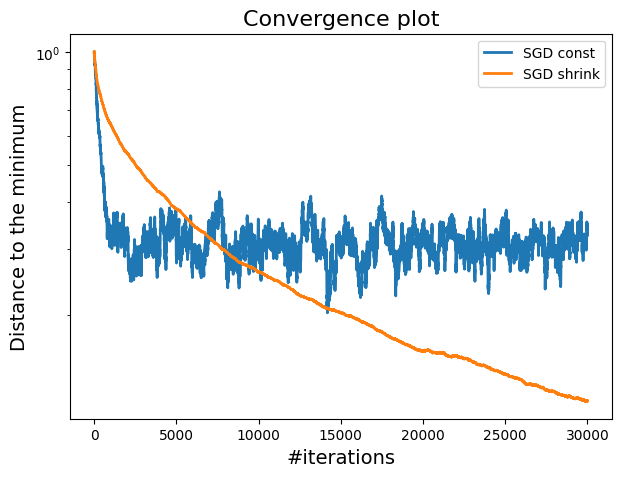 Convergence plot
SGD const
SGD shrink
10⁰
Distance to the minimum
0 5000 10000 15000 20000 25000 30000
#iterations